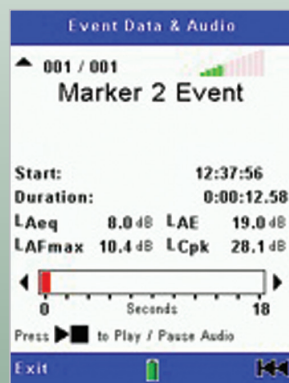 Event Data & Audio
001 / 001
Marker 2 Event
Start: 12:37:56
Duration: 0:00:12.58
LAeq 8.0 dB LAE 19.0 dB
LAFmax 10.4 dB LCpk 28.1 dB
0 Seconds 18
Press ▶■ to Play / Pause Audio
Exit